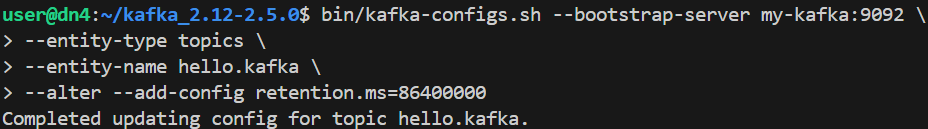 user@dn4:~/kafka_2.12-2.5.0$ bin/kafka-configs.sh --bootstrap-server my-kafka:9092 \
> --entity-type topics \
> --entity-name hello.kafka \
> --alter --add-config retention.ms=86400000
Completed updating config for topic hello.kafka.